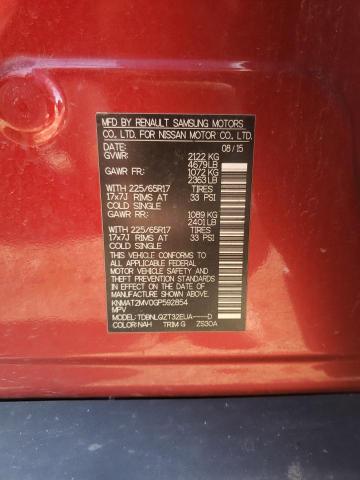 MFD BY RENAULT SAMSUNG MOTORS
CO., LTD. FOR NISSAN MOTOR CO., LTD.
DATE: 08/15
GVWR: 2122 KG
4679LB
GAWR FR: 1072 KG
2363LB
WITH 225/65R17 TIRES
17x7J RIMS AT 33 PSI
COLD SINGLE
GAWR RR: 1089 KG
2401LB
WITH 225/65R17 TIRES
17x7J RIMS AT 33 PSI
COLD SINGLE
THIS VEHICLE CONFORMS TO ALL
APPLICABLE FEDERAL MOTOR VEHICLE
SAFETY, BUMPER, AND
THEFT PREVENTION STANDARDS
IN EFFECT ON THE DATE OF
MANUFACTURE SHOWN ABOVE.
KNMAT2MV0GP592854
MPV
MODEL: TDBNLQZT32EUA-----D
COLOR:NAH TRIM:G ZS30A